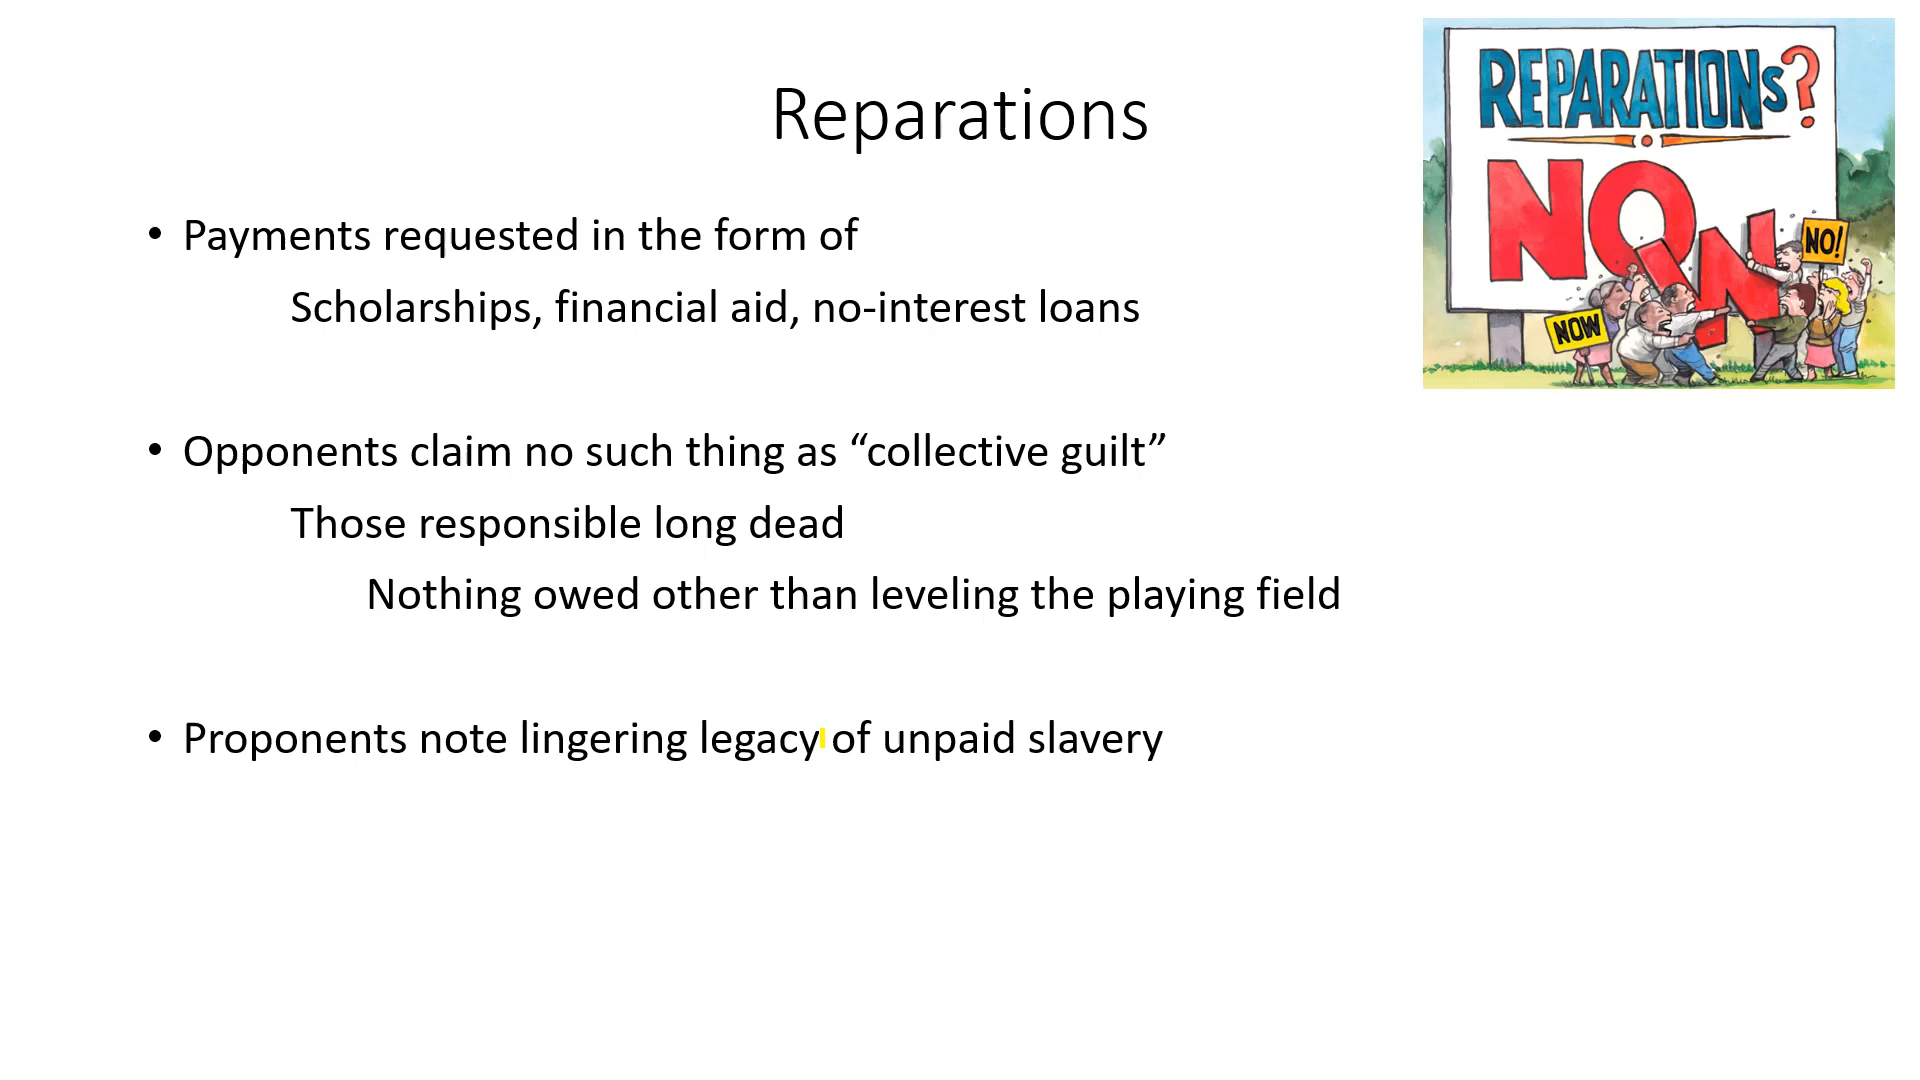 Reparations
• Payments requested in the form of
Scholarships, financial aid, no-interest loans
• Opponents claim no such thing as “collective guilt”
Those responsible long dead
Nothing owed other than leveling the playing field
• Proponents note lingering legacy of unpaid slavery
REPARATIONs?
NO
W
NO!
NOW